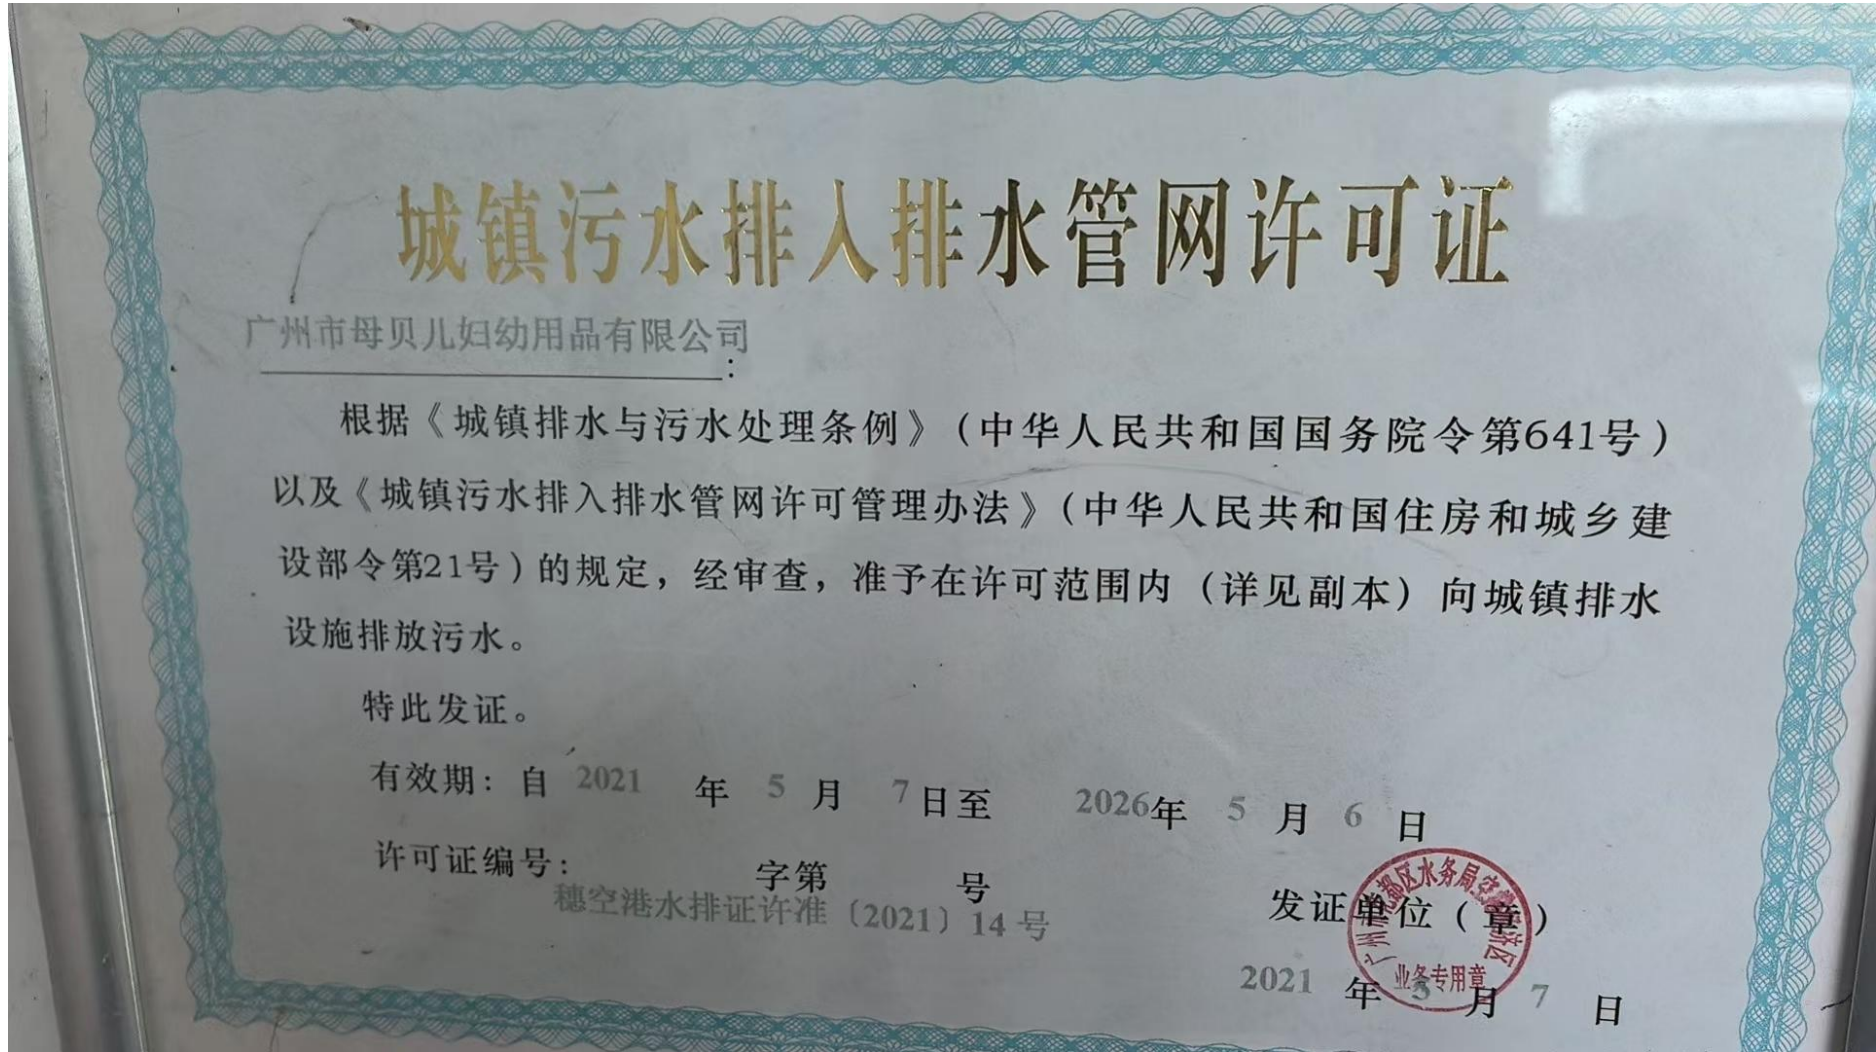 城镇污水排入排水管网许可证
广州市母贝儿妇幼用品有限公司
:
根据《城镇排水与污水处理条例》(中华人民共和国国务院令第641号)
以及《城镇污水排入排水管网许可管理办法》(中华人民共和国住房和城乡建
设部令第21号)的规定，经审查，准予在许可范围内(详见副本)向城镇排水
设施排放污水。
特此发证。
有效期: 自 2021 年 5 月 7 日至 2026年 5 月 6 日
许可证编号: 字第 号
穗空港水排证许准〔2021〕14号
发证单位(章)
2021 年 5 月 7 日
业务专用章